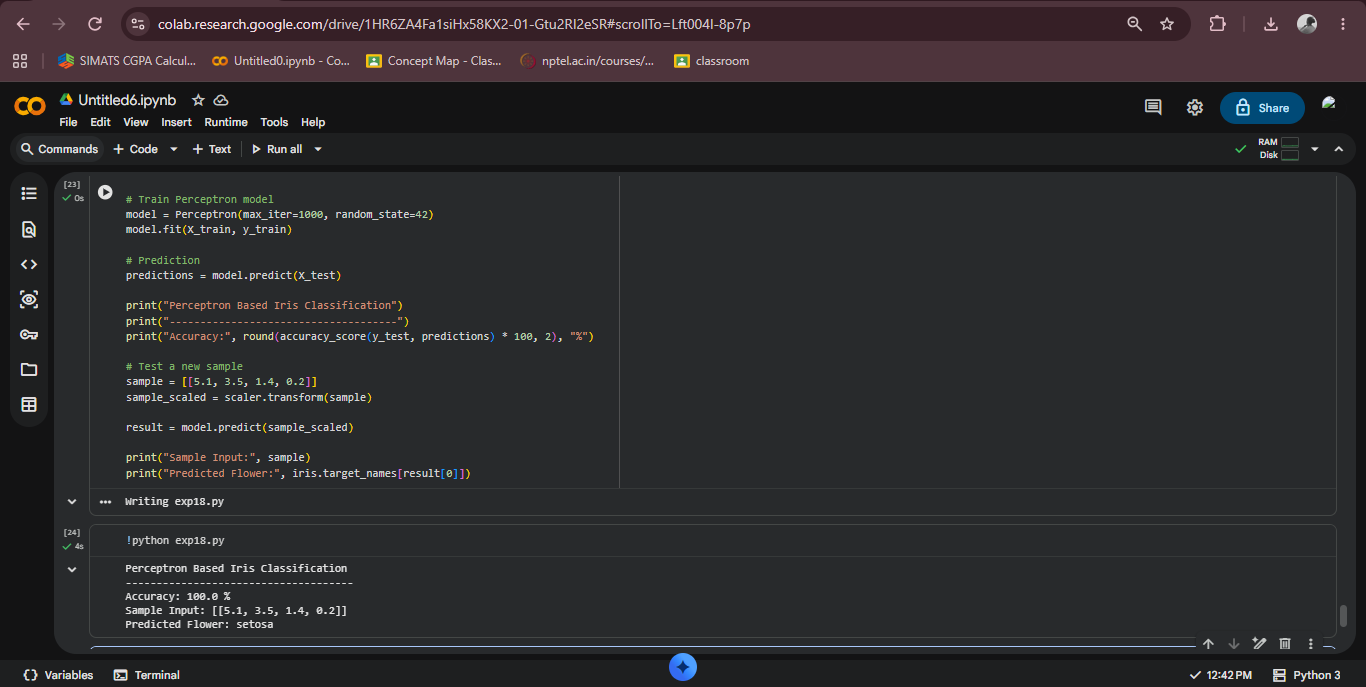 colab.research.google.com/drive/1HR6ZA4Fa1siHx58KX2-01-Gtu2RI2eSR#scrollTo=Lft004I-8p7p
SIMATS CGPA Calcul... Untitled0.ipynb - Co... Concept Map - Clas... nptel.ac.in/courses/... classroom
CO Untitled6.ipynb
File Edit View Insert Runtime Tools Help
Share
Commands + Code + Text Run all
RAM
Disk
[23]
0s
# Train Perceptron model
model = Perceptron(max_iter=1000, random_state=42)
model.fit(X_train, y_train)
# Prediction
predictions = model.predict(X_test)
print("Perceptron Based Iris Classification")
print("-------------------------------------")
print("Accuracy:", round(accuracy_score(y_test, predictions) * 100, 2), "%")
# Test a new sample
sample = [[5.1, 3.5, 1.4, 0.2]]
sample_scaled = scaler.transform(sample)
result = model.predict(sample_scaled)
print("Sample Input:", sample)
print("Predicted Flower:", iris.target_names[result[0]])
... Writing exp18.py
[24]
4s
!python exp18.py
Perceptron Based Iris Classification
-------------------------------------
Accuracy: 100.0 %
Sample Input: [[5.1, 3.5, 1.4, 0.2]]
Predicted Flower: setosa
{} Variables Terminal 12:42 PM Python 3